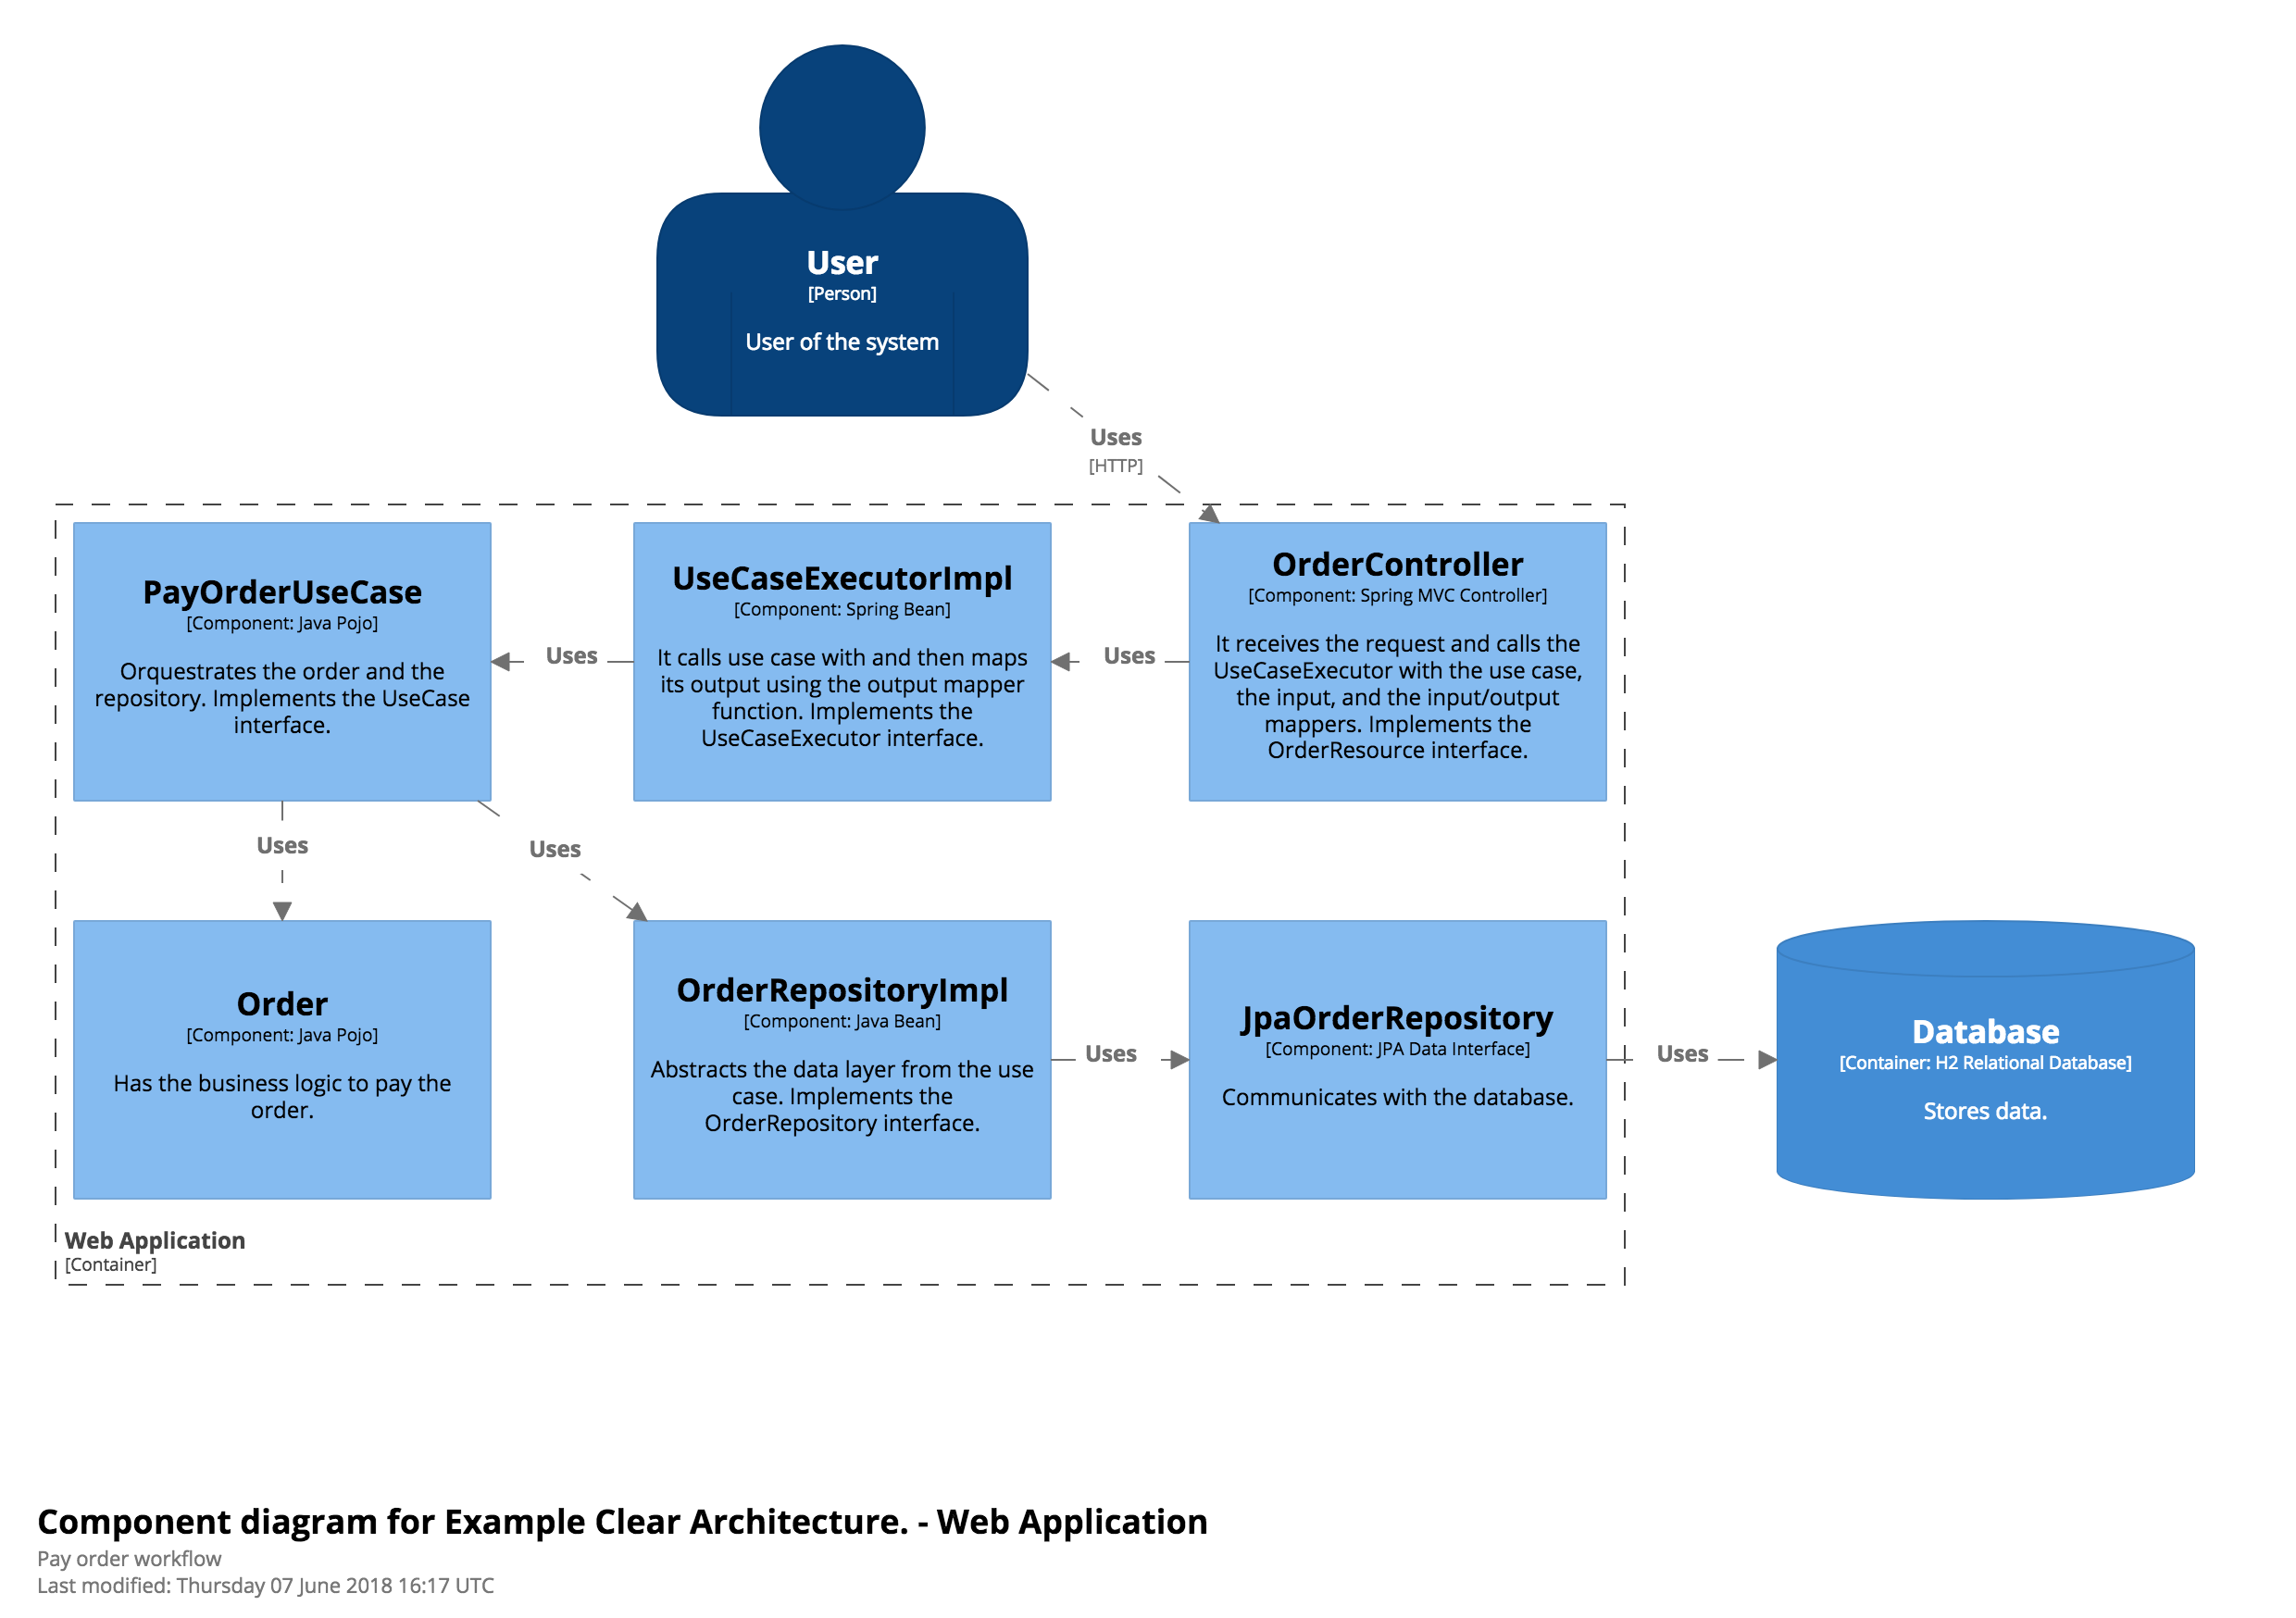 User
[Person]
User of the system
Uses
[HTTP]
PayOrderUseCase
[Component: Java Pojo]
Orquestrates the order and the
repository. Implements the UseCase
interface.
Uses
UseCaseExecutorImpl
[Component: Spring Bean]
It calls use case with and then maps
its output using the output mapper
function. Implements the
UseCaseExecutor interface.
Uses
OrderController
[Component: Spring MVC Controller]
It receives the request and calls the
UseCaseExecutor with the use case,
the input, and the input/output
mappers. Implements the
OrderResource interface.
Uses
Uses
Order
[Component: Java Pojo]
Has the business logic to pay the
order.
OrderRepositoryImpl
[Component: Java Bean]
Abstracts the data layer from the use
case. Implements the
OrderRepository interface.
Uses
JpaOrderRepository
[Component: JPA Data Interface]
Communicates with the database.
Uses
Database
[Container: H2 Relational Database]
Stores data.
Web Application
[Container]
Component diagram for Example Clear Architecture. - Web Application
Pay order workflow
Last modified: Thursday 07 June 2018 16:17 UTC